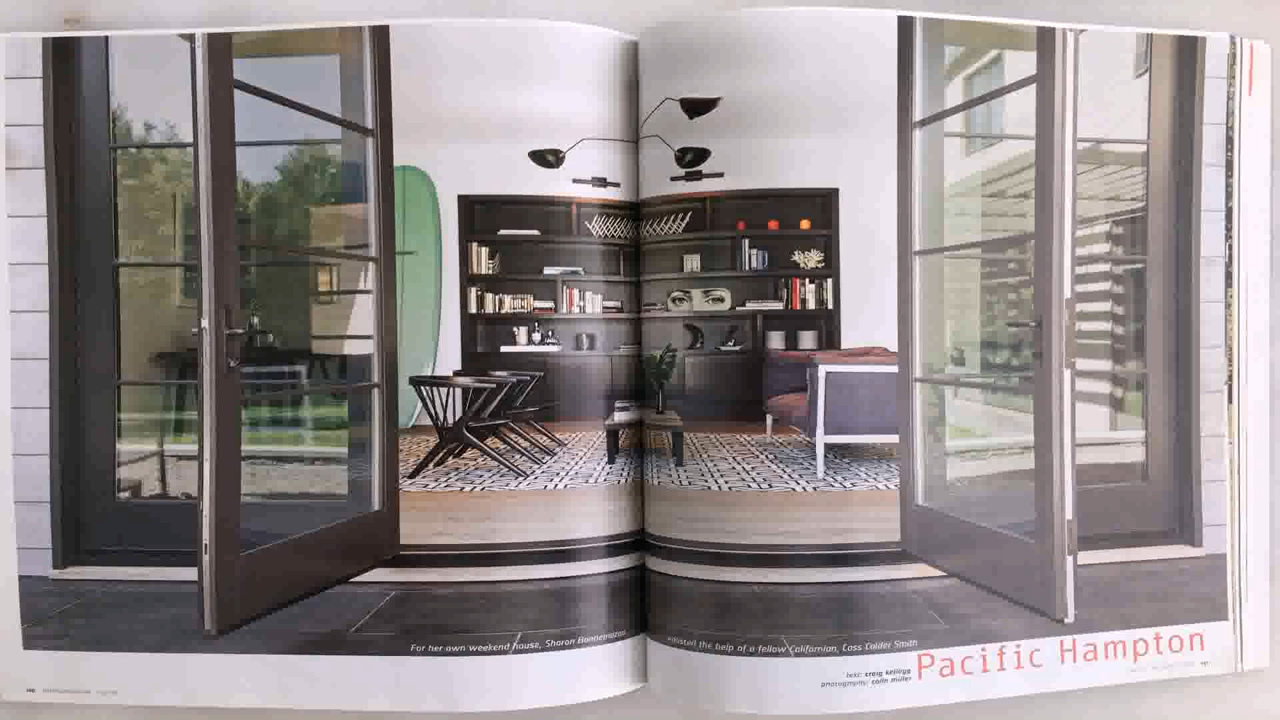 For her own weekend house, Sharon
enlisted the help of a fellow Californian, Cass Calder Smith
Pacific Hampton
text: craig kellogg
photography: colin miller